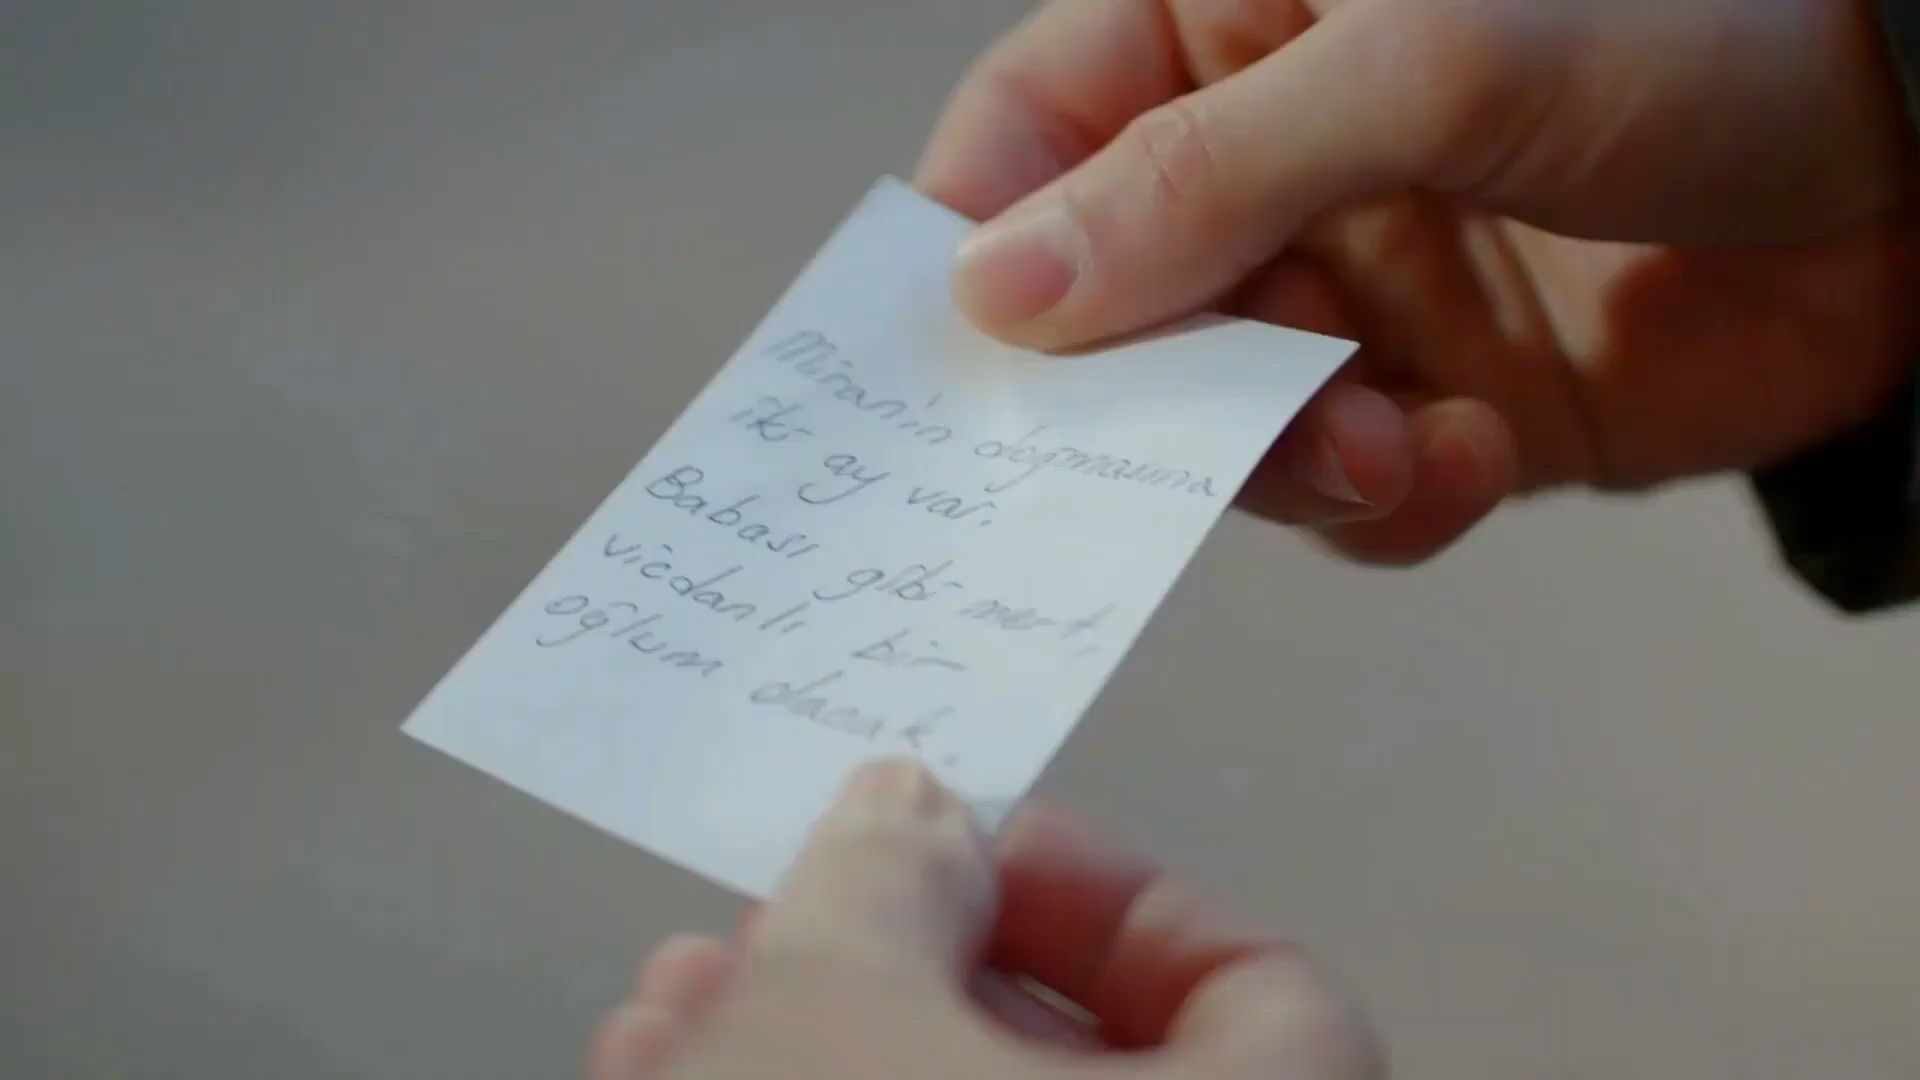 Miran'ın doğmasına
iki ay var.
Babası gibi mert,
vicdanlı bir
oğlum olacak.